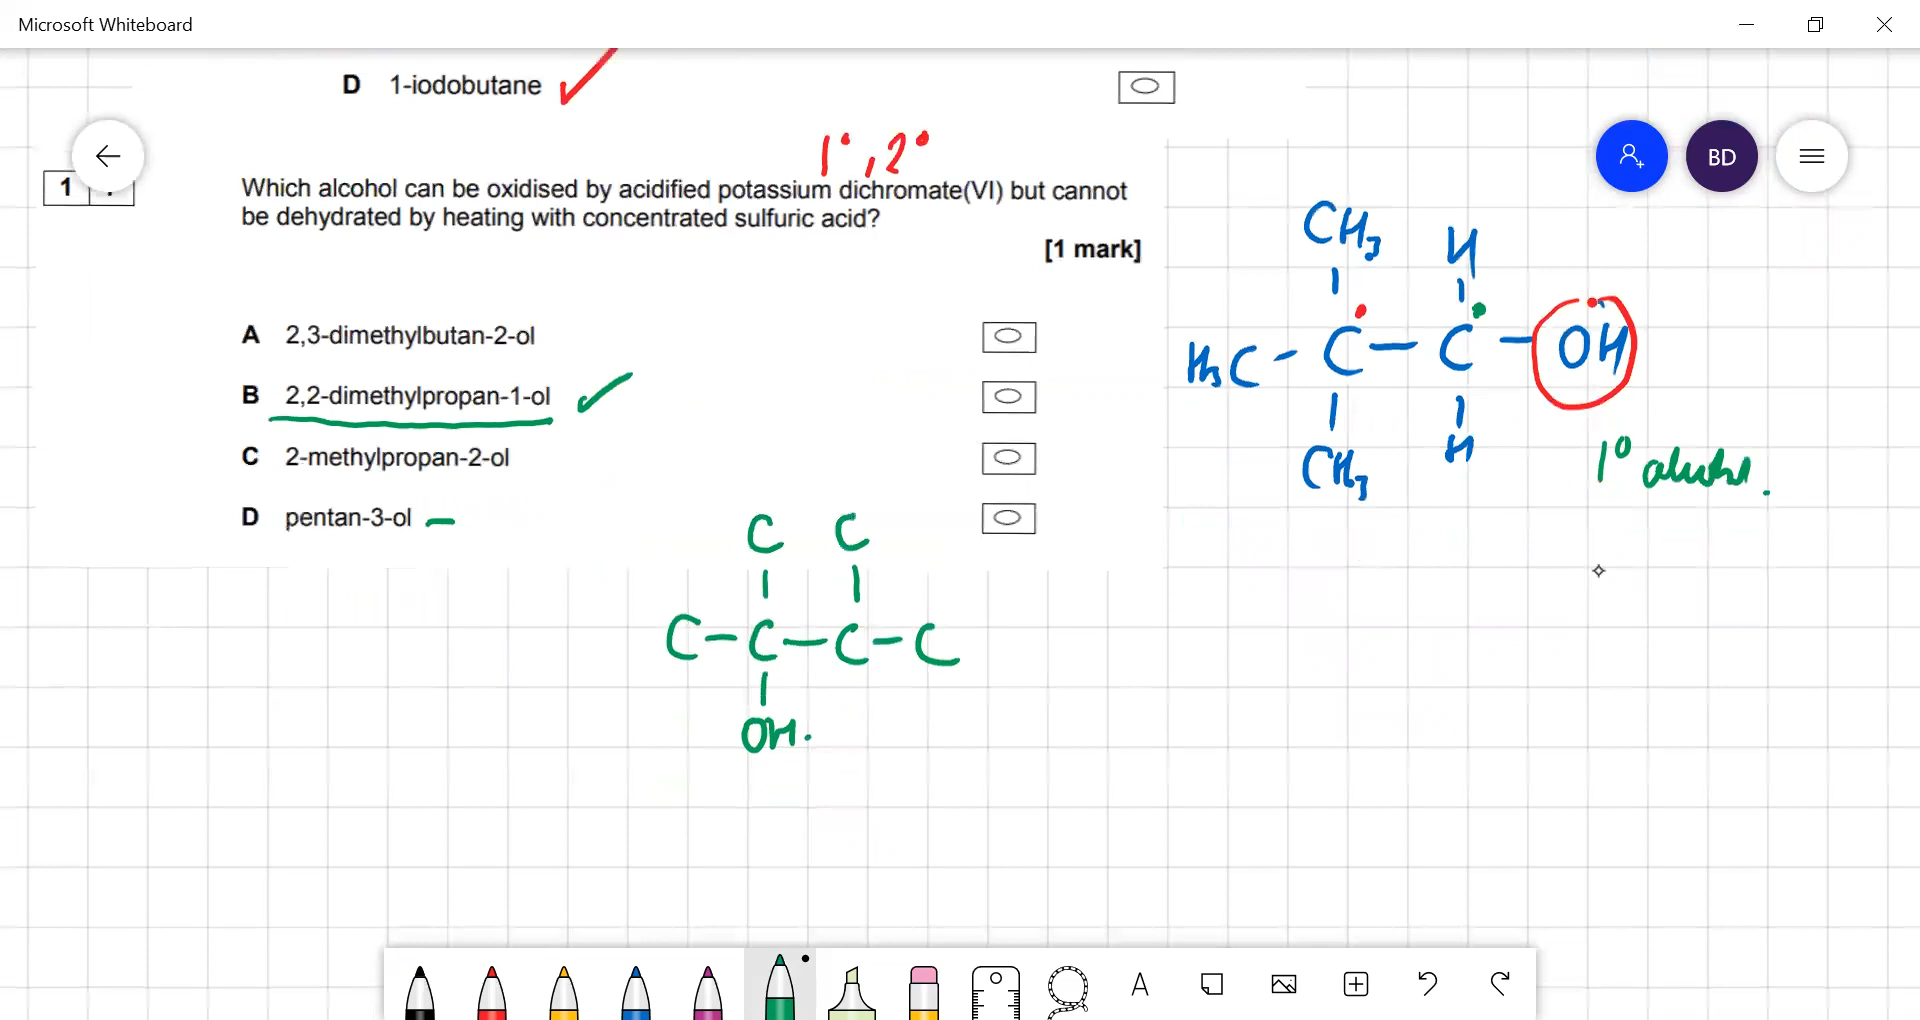 Microsoft Whiteboard
D 1-iodobutane
1°, 2°
BD
1
Which alcohol can be oxidised by acidified potassium dichromate(VI) but cannot
be dehydrated by heating with concentrated sulfuric acid?
[1 mark]
A 2,3-dimethylbutan-2-ol
B 2,2-dimethylpropan-1-ol
C 2-methylpropan-2-ol
D pentan-3-ol
CH3 H
H3C - C - C - OH
CH3 H
1° alcohol.
C C
C - C - C - C
OH.
A